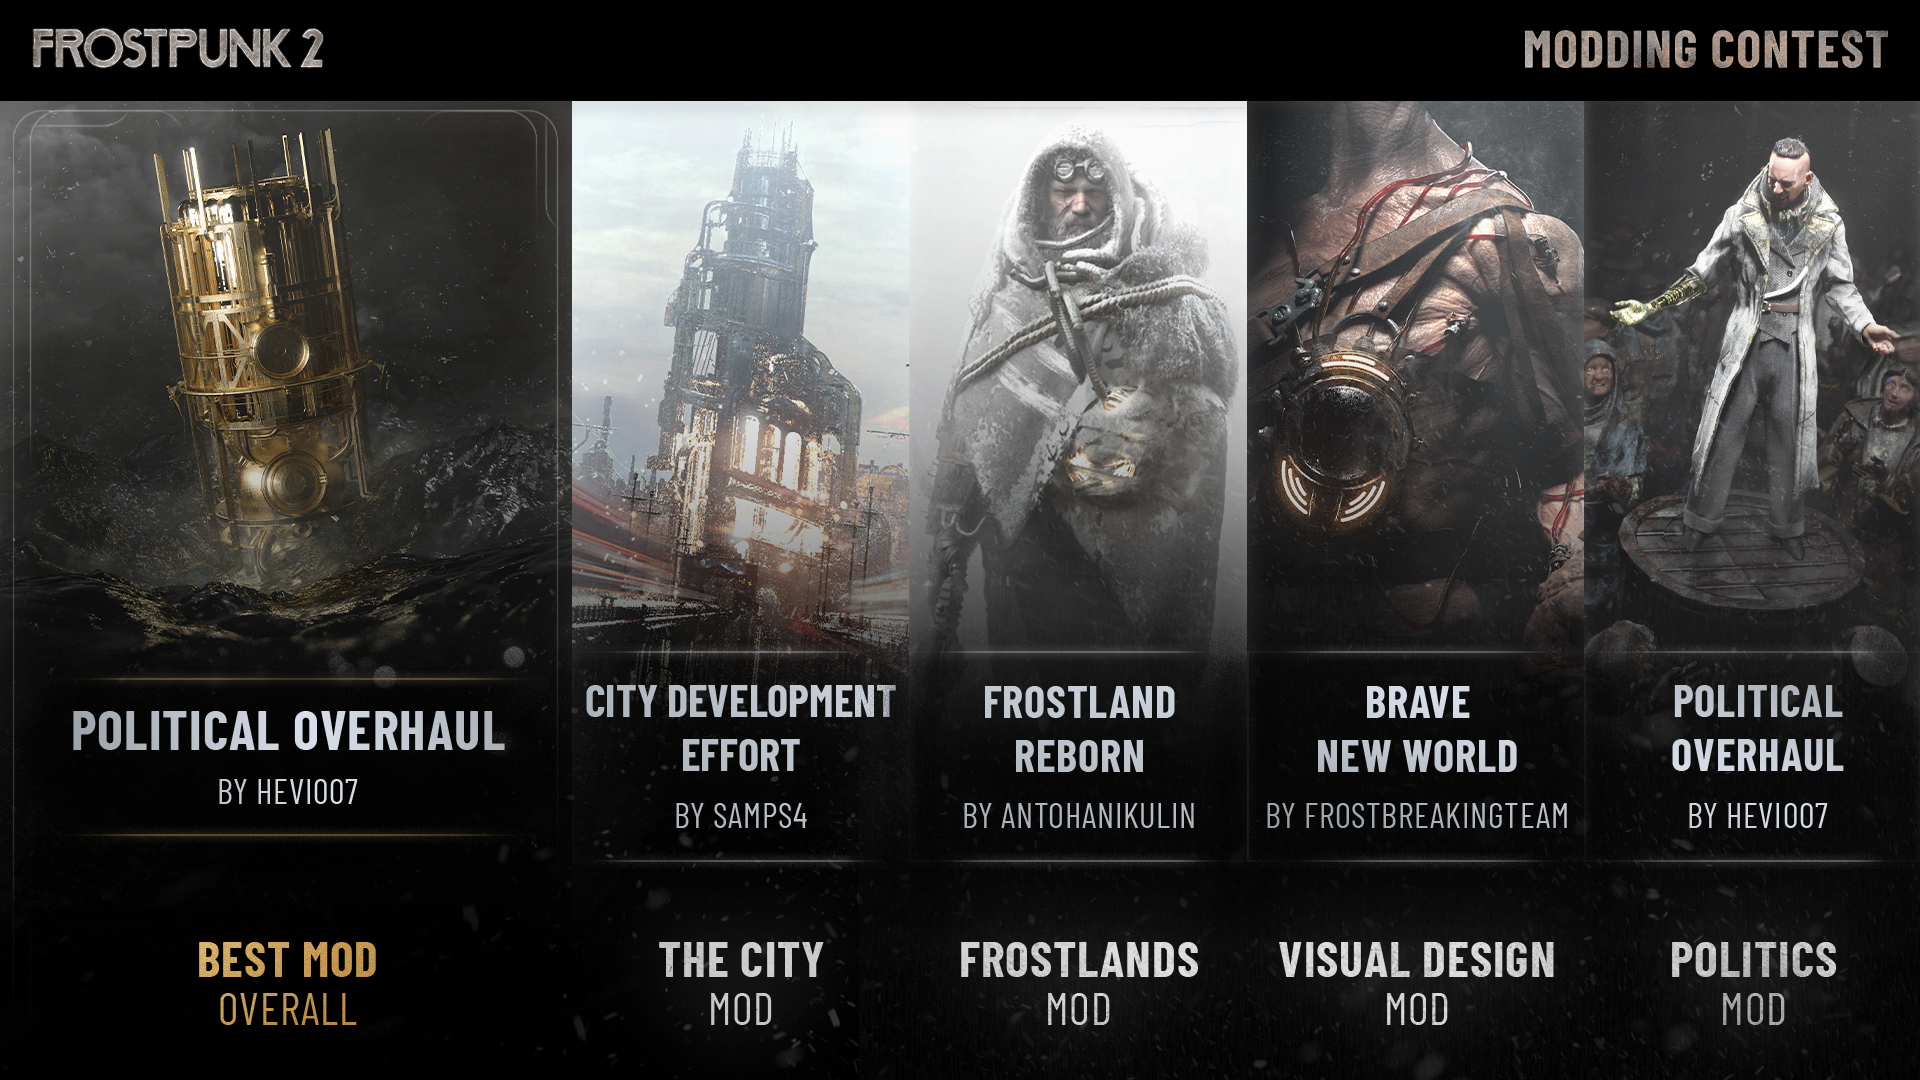 FROSTPUNK 2
MODDING CONTEST
POLITICAL OVERHAUL
BY HEVI007
BEST MOD
OVERALL
CITY DEVELOPMENT
EFFORT
BY SAMPS4
THE CITY
MOD
FROSTLAND
REBORN
BY ANTOHANIKULIN
FROSTLANDS
MOD
BRAVE
NEW WORLD
BY FROSTBREAKINGTEAM
VISUAL DESIGN
MOD
POLITICAL
OVERHAUL
BY HEVI007
POLITICS
MOD